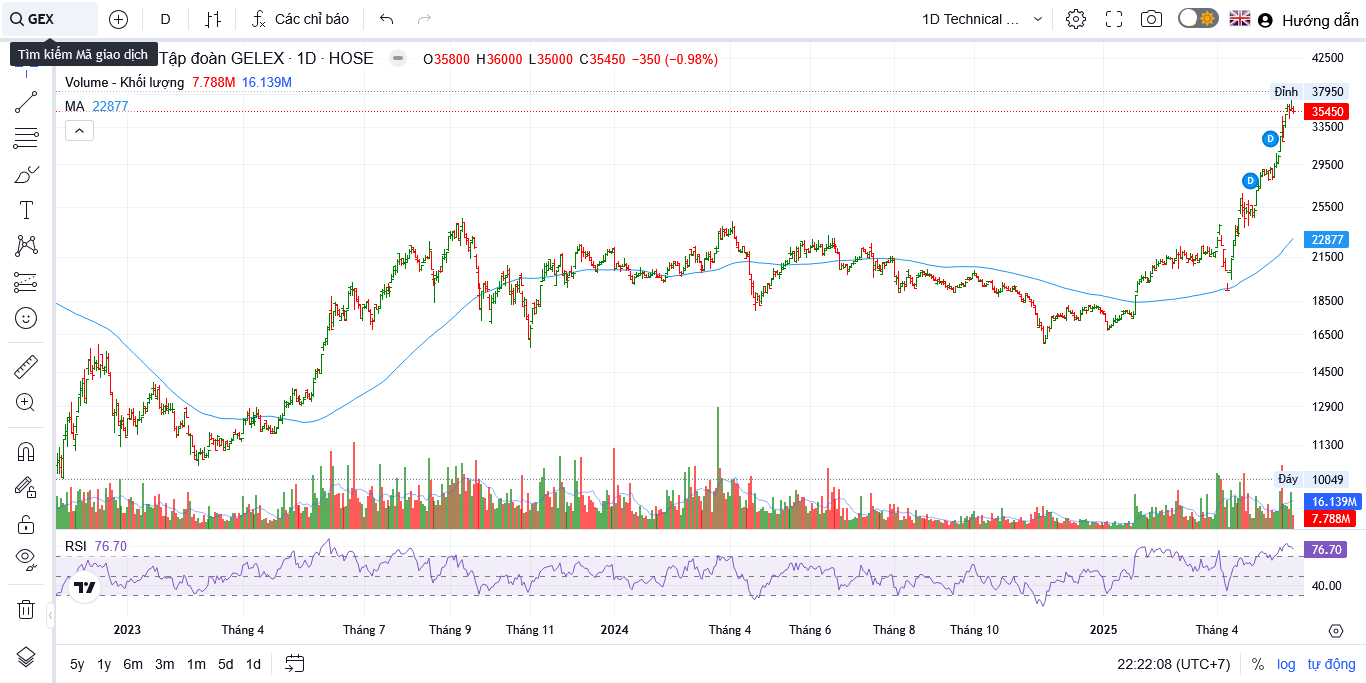 GEX
D
Các chỉ báo
1D Technical ...
Hướng dẫn
Tìm kiếm Mã giao dịch
Tập đoàn GELEX · 1D · HOSE
O35800 H36000 L35000 C35450 −350 (−0.98%)
Volume - Khối lượng 7.788M 16.139M
MA 22877
42500
Đỉnh 37950
35450
33500
D
29500
D
25500
22877
21500
18500
16500
14500
12900
11300
Đáy 10049
16.139M
7.788M
RSI 76.70
76.70
40.00
2023 Tháng 4 Tháng 7 Tháng 9 Tháng 11 2024 Tháng 4 Tháng 6 Tháng 8 Tháng 10 2025 Tháng 4
5y 1y 6m 3m 1m 5d 1d
22:22:08 (UTC+7) % log tự động